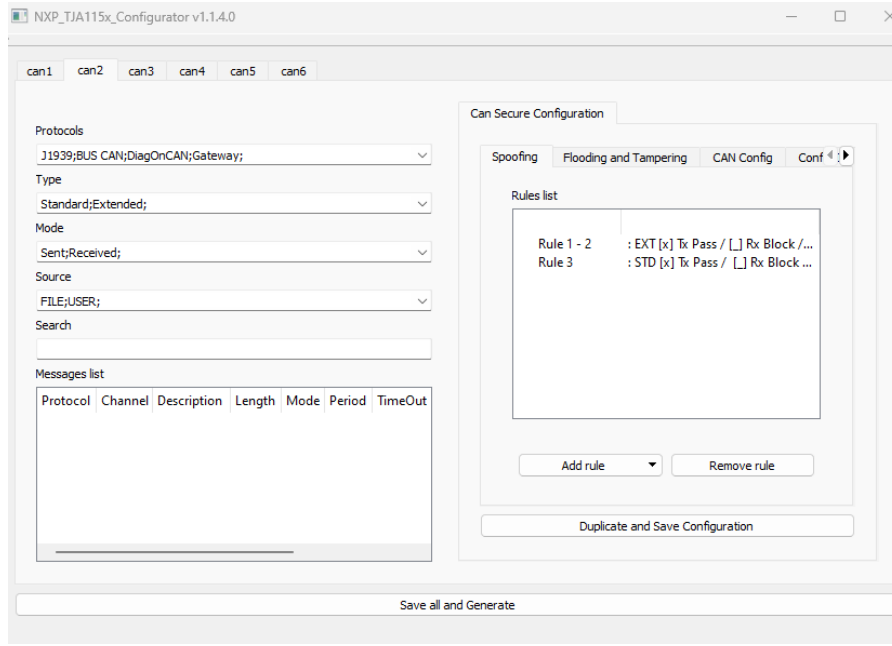 NXP_TJA115x_Configurator v1.1.4.0
can1 can2 can3 can4 can5 can6
Protocols
J1939;BUS CAN;DiagOnCAN;Gateway;
Type
Standard;Extended;
Mode
Sent;Received;
Source
FILE;USER;
Search
Messages list
Protocol Channel Description Length Mode Period TimeOut
Can Secure Configuration
Spoofing Flooding and Tampering CAN Config Conf
Rules list
Rule 1 - 2 : EXT [x] Tx Pass / [_] Rx Block /...
Rule 3 : STD [x] Tx Pass / [_] Rx Block ...
Add rule Remove rule
Duplicate and Save Configuration
Save all and Generate